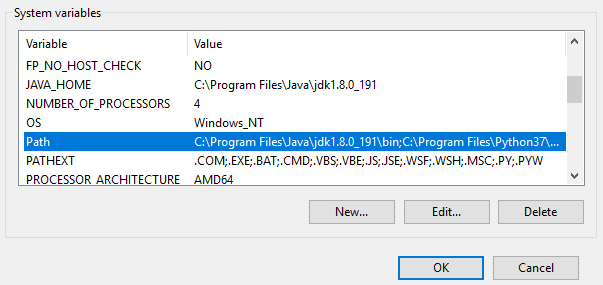 System variables
Variable Value
FP_NO_HOST_CHECK NO
JAVA_HOME C:\Program Files\Java\jdk1.8.0_191
NUMBER_OF_PROCESSORS 4
OS Windows_NT
Path C:\Program Files\Java\jdk1.8.0_191\bin;C:\Program Files\Python37\...
PATHEXT .COM;.EXE;.BAT;.CMD;.VBS;.VBE;.JS;.JSE;.WSF;.WSH;.MSC;.PY;.PYW
PROCESSOR_ARCHITECTURE AMD64
New... Edit... Delete
OK Cancel